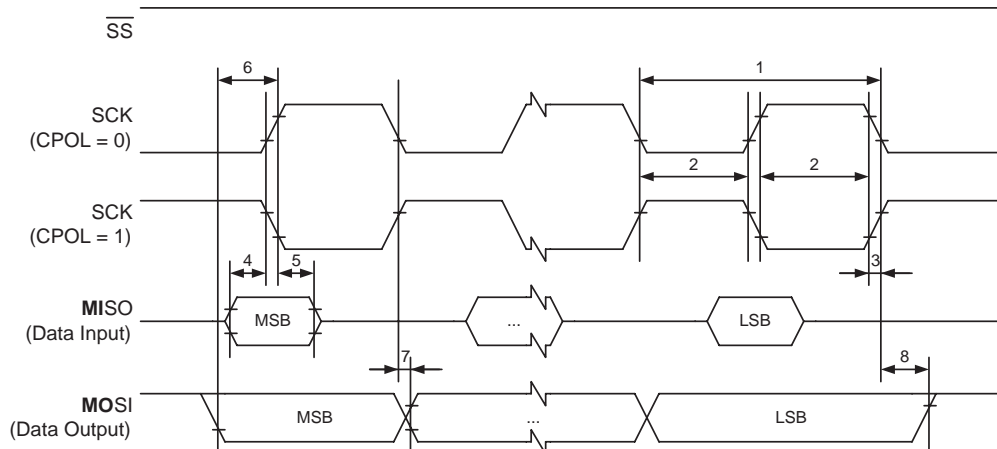 SS
6
1
SCK
(CPOL = 0)
2
2
SCK
(CPOL = 1)
4
5
3
MISO
(Data Input)
MSB
...
LSB
7
8
MOSI
(Data Output)
MSB
...
LSB